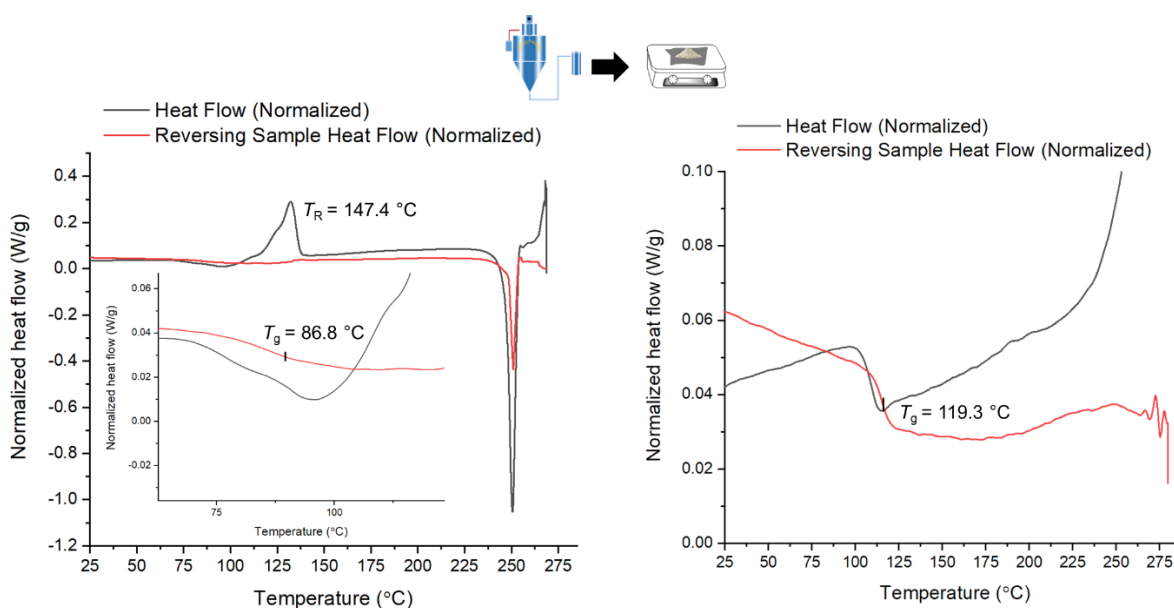 Heat Flow (Normalized)
Reversing Sample Heat Flow (Normalized)
Normalized heat flow (W/g)
0.4
0.2
0.0
-0.2
-0.4
-0.6
-0.8
-1.0
-1.2
25 50 75 100 125 150 175 200 225 250 275
Temperature (°C)
TR = 147.4 °C
Normalized heat flow (W/g)
0.06
0.04
0.02
0.00
-0.02
75 100
Temperature (°C)
Tg = 86.8 °C
Heat Flow (Normalized)
Reversing Sample Heat Flow (Normalized)
Normalized heat flow (W/g)
0.10
0.08
0.06
0.04
0.02
0.00
25 50 75 100 125 150 175 200 225 250 275
Temperature (°C)
Tg = 119.3 °C